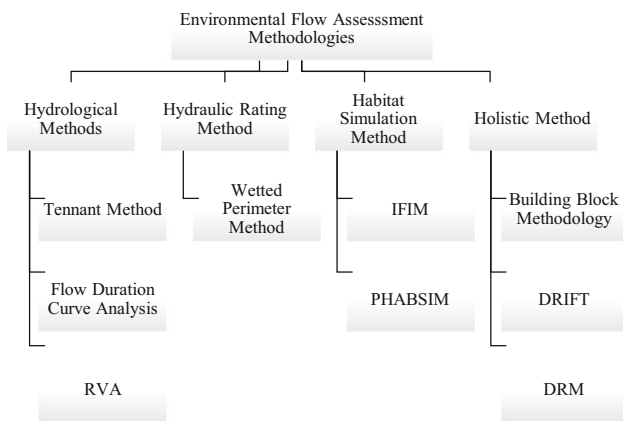 Environmental Flow Assesssment
Methodologies
Hydrological
Methods
Hydraulic Rating
Method
Habitat
Simulation
Method
Holistic Method
Tennant Method
Wetted
Perimeter
Method
IFIM
Building Block
Methodology
Flow Duration
Curve Analysis
PHABSIM
DRIFT
RVA
DRM